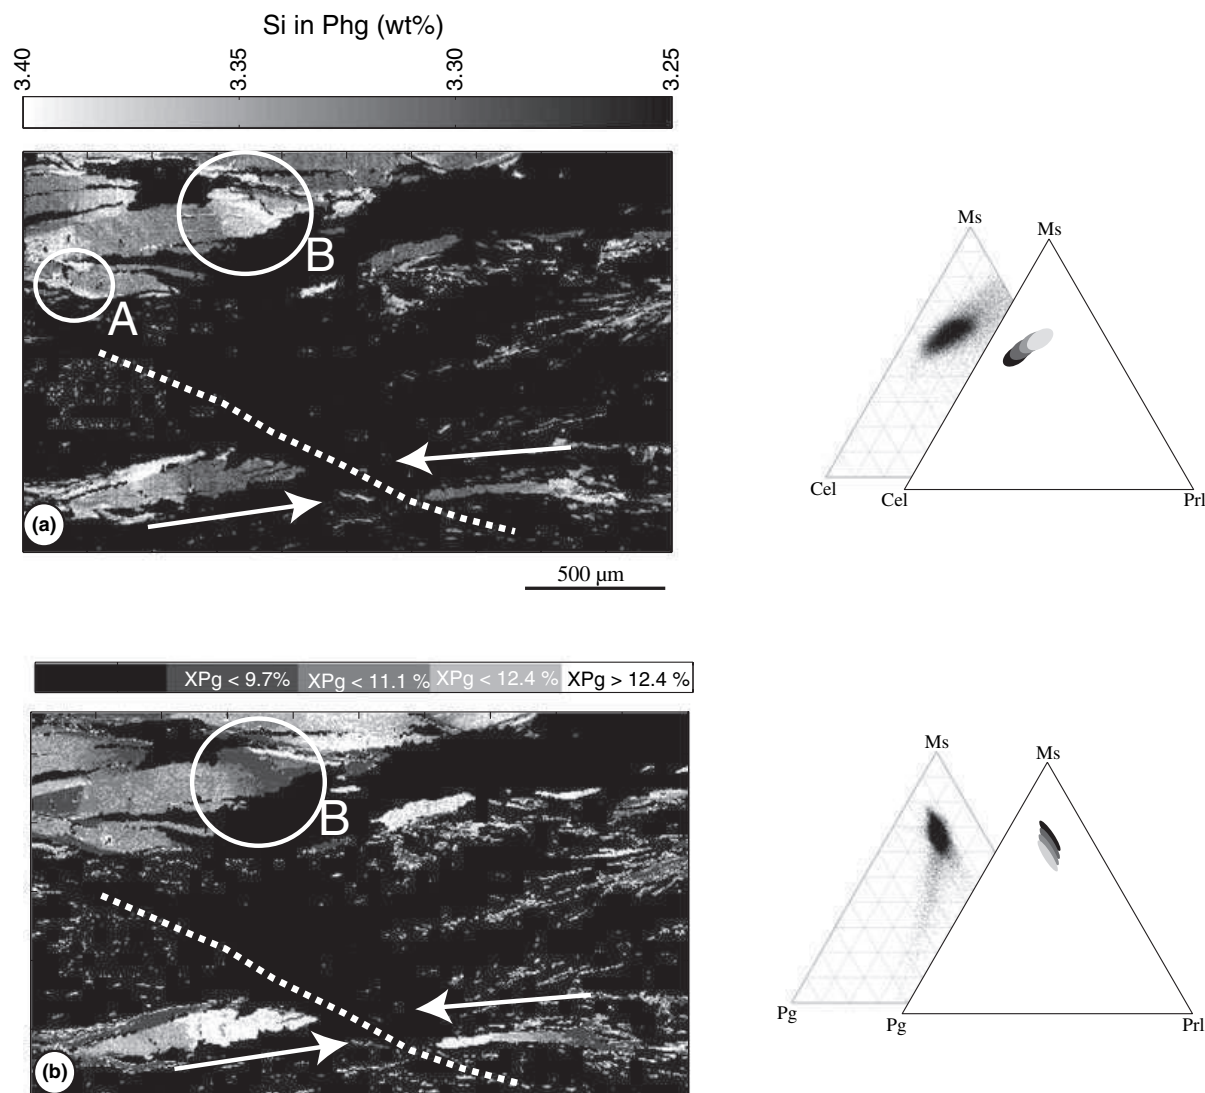 Si in Phg (wt%)
3.40 3.35 3.30 3.25
B
A
(a)
500 µm
Ms
Ms
Cel
Cel
Prl
XPg < 9.7% XPg < 11.1 % XPg < 12.4 % XPg > 12.4 %
B
(b)
Ms
Ms
Pg
Pg
Prl